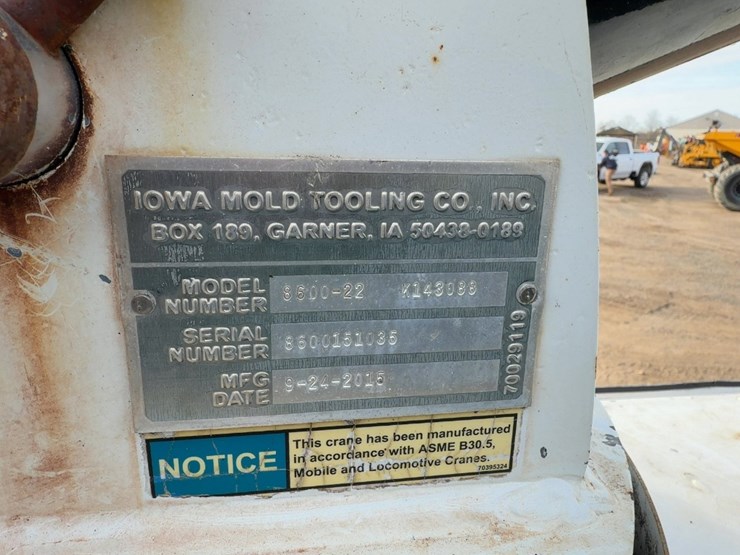 IOWA MOLD TOOLING CO., INC.
BOX 189, GARNER, IA 50438-0189
MODEL NUMBER 8600-22 K143088
SERIAL NUMBER 8600151035
MFG DATE 9-24-2015
70029119
NOTICE
This crane has been manufactured
in accordance with ASME B30.5,
Mobile and Locomotive Cranes.
70395324